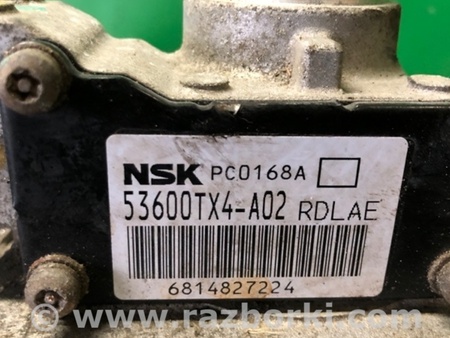 NSK PC0168A
53600TX4-A02 RDLAE
6814827224
www.razborki.com